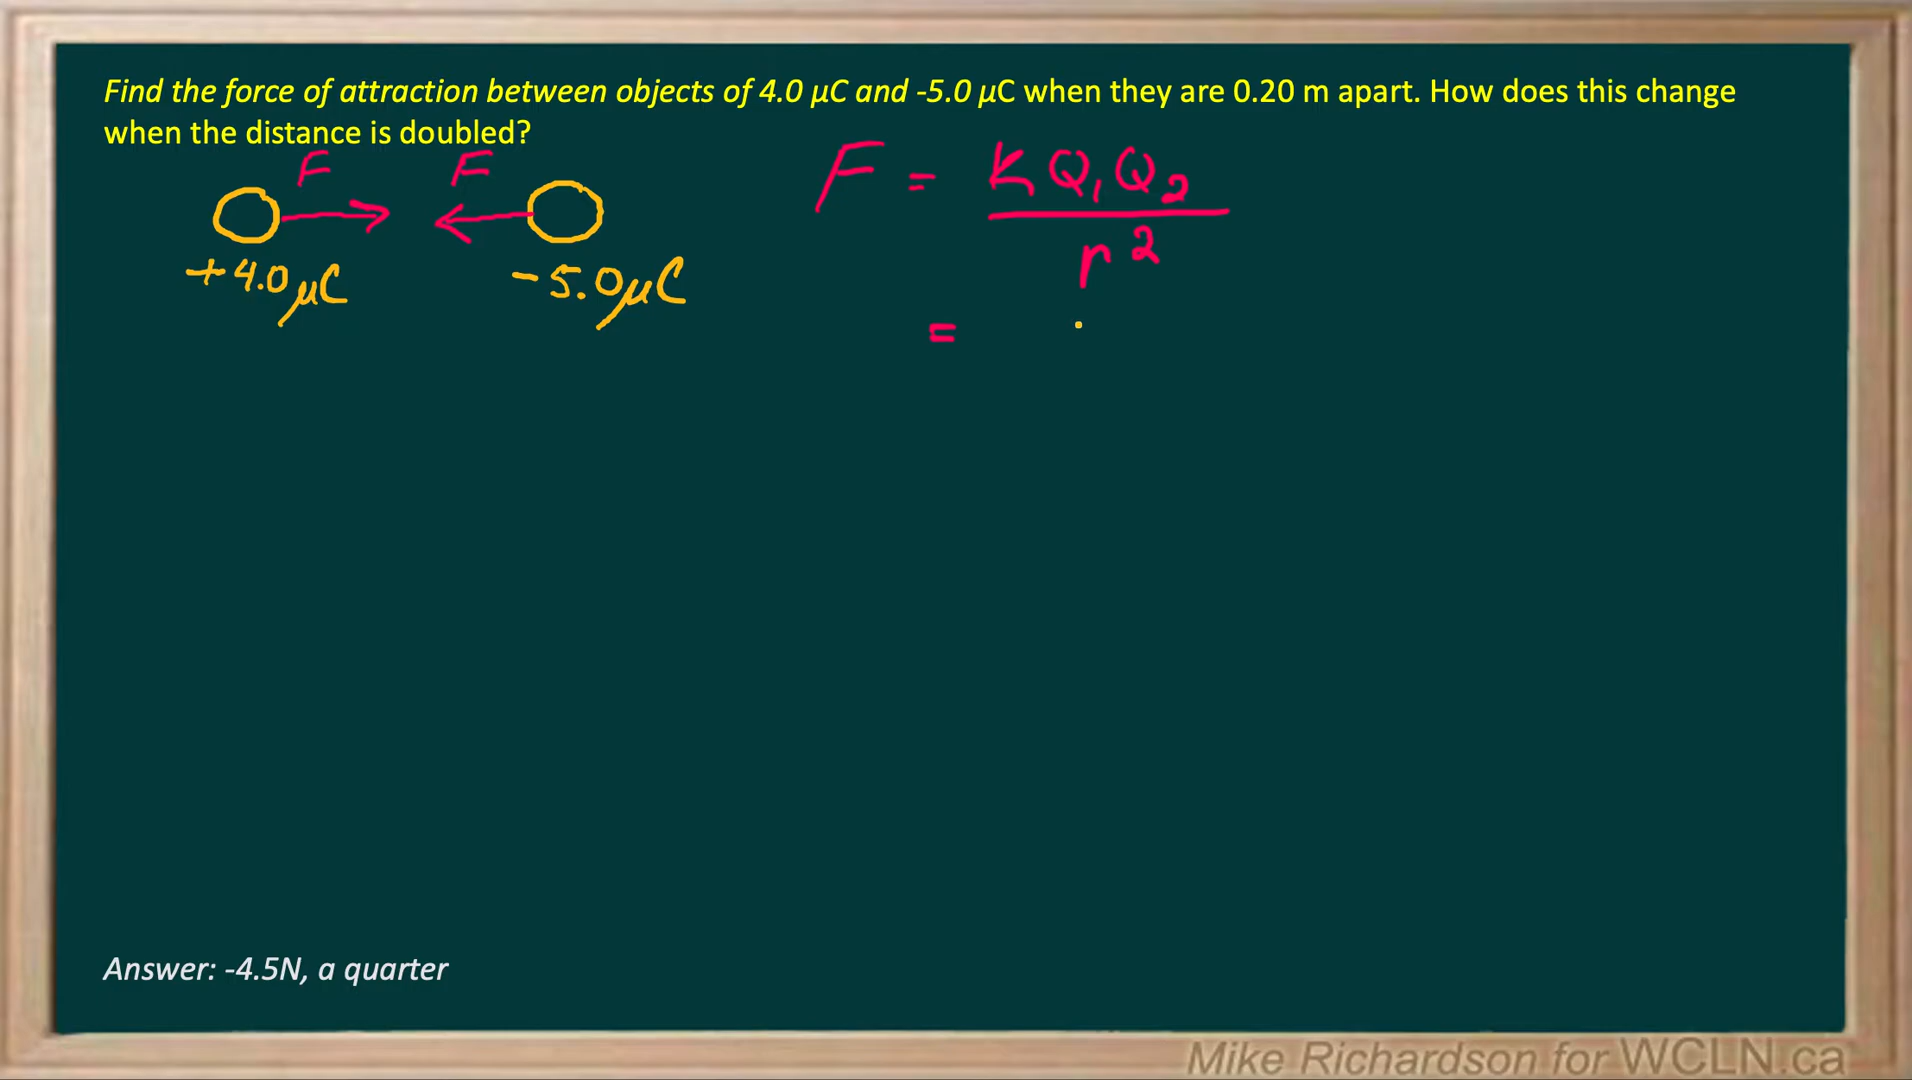 Find the force of attraction between objects of 4.0 μC and -5.0 μC when they are 0.20 m apart. How does this change
when the distance is doubled?
F F
+4.0μC -5.0μC
F = KQ₁Q₂
r²
=
Answer: -4.5N, a quarter
Mike Richardson for WCLN.ca